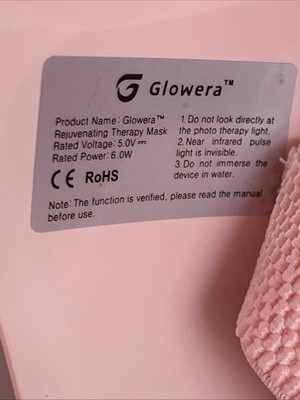 Glowera™
Product Name: Glowera™
Rejuvenating Therapy Mask
Rated Voltage: 5.0V⎓
Rated Power: 6.0W
CE RoHS
1. Do not look directly at
the photo therapy light.
2. Near infrared pulse
light is invisible.
3. Do not immerse the
device in water.
Note: The function is verified, please read the manual
before use.